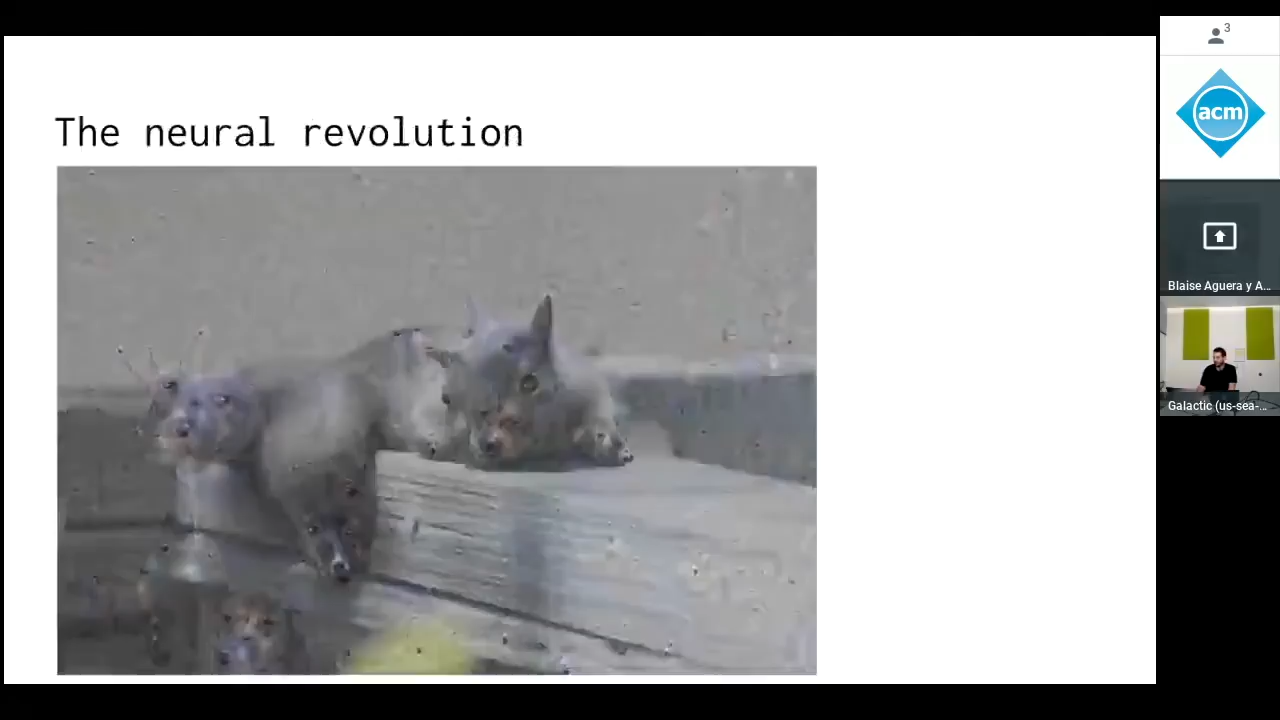 The neural revolution
3
acm
Blaise Aguera y A...
Galactic (us-sea-...